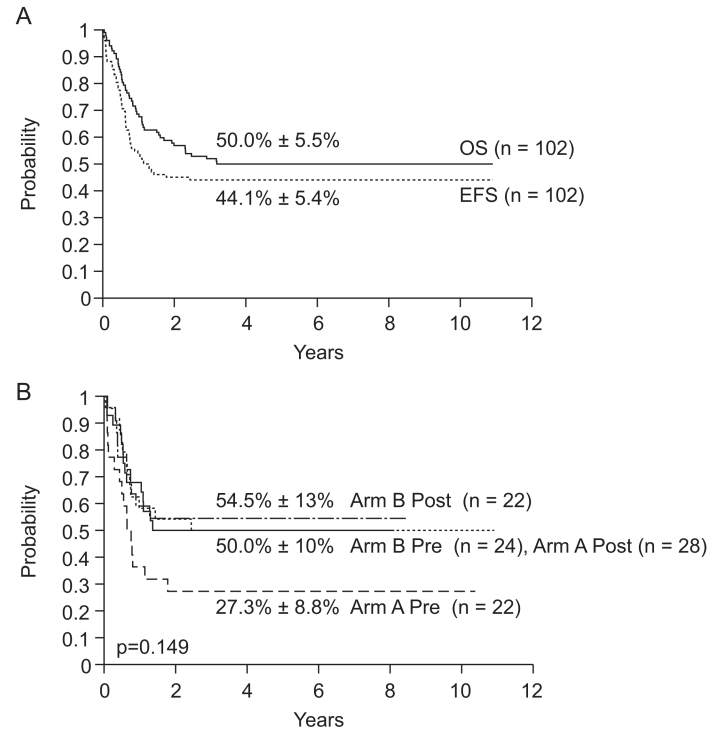 A
1
0.9
0.8
0.7
0.6
0.5
0.4
0.3
0.2
0.1
0
Probability
50.0% ± 5.5%
OS (n = 102)
44.1% ± 5.4%
EFS (n = 102)
0 2 4 6 8 10 12
Years
B
1
0.9
0.8
0.7
0.6
0.5
0.4
0.3
0.2
0.1
0
Probability
54.5% ± 13% Arm B Post (n = 22)
50.0% ± 10% Arm B Pre (n = 24), Arm A Post (n = 28)
27.3% ± 8.8% Arm A Pre (n = 22)
p=0.149
0 2 4 6 8 10 12
Years